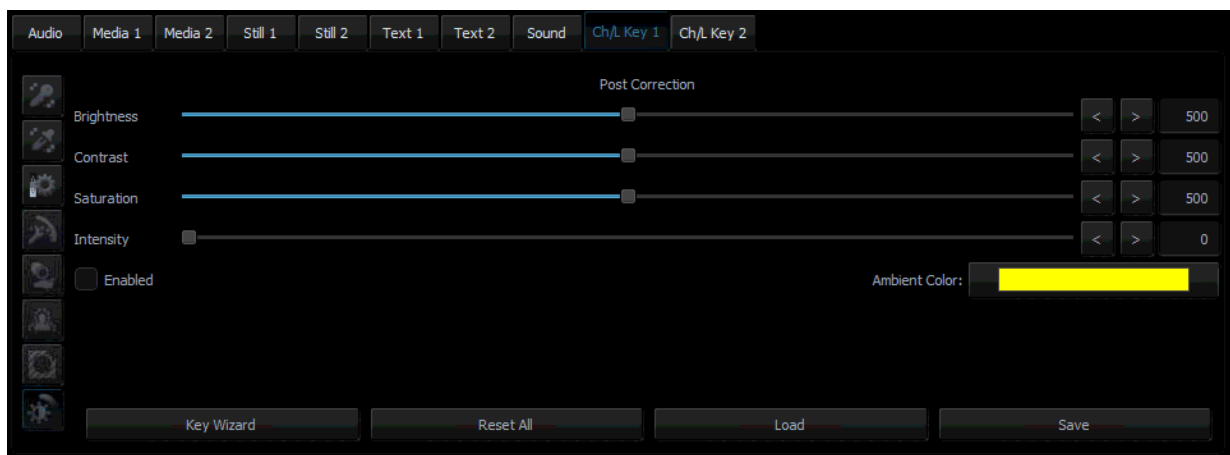 Audio Media 1 Media 2 Still 1 Still 2 Text 1 Text 2 Sound Ch/L Key 1 Ch/L Key 2
Post Correction
Brightness < > 500
Contrast < > 500
Saturation < > 500
Intensity < > 0
Enabled Ambient Color:
Key Wizard Reset All Load Save